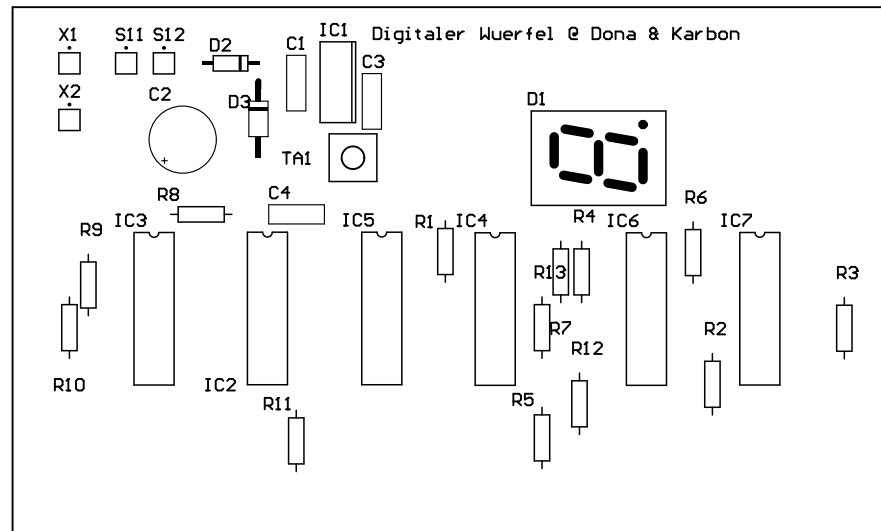 X1
S11
S12
D2
C1
IC1
Digitaler Wuerfel @ Dona & Karbon
C3
X2
C2
D3
D1
TA1
R8
C4
R9
IC3
IC5
R1
IC4
R4
IC6
R6
IC7
R13
R3
R7
R2
R12
R10
IC2
R11
R5